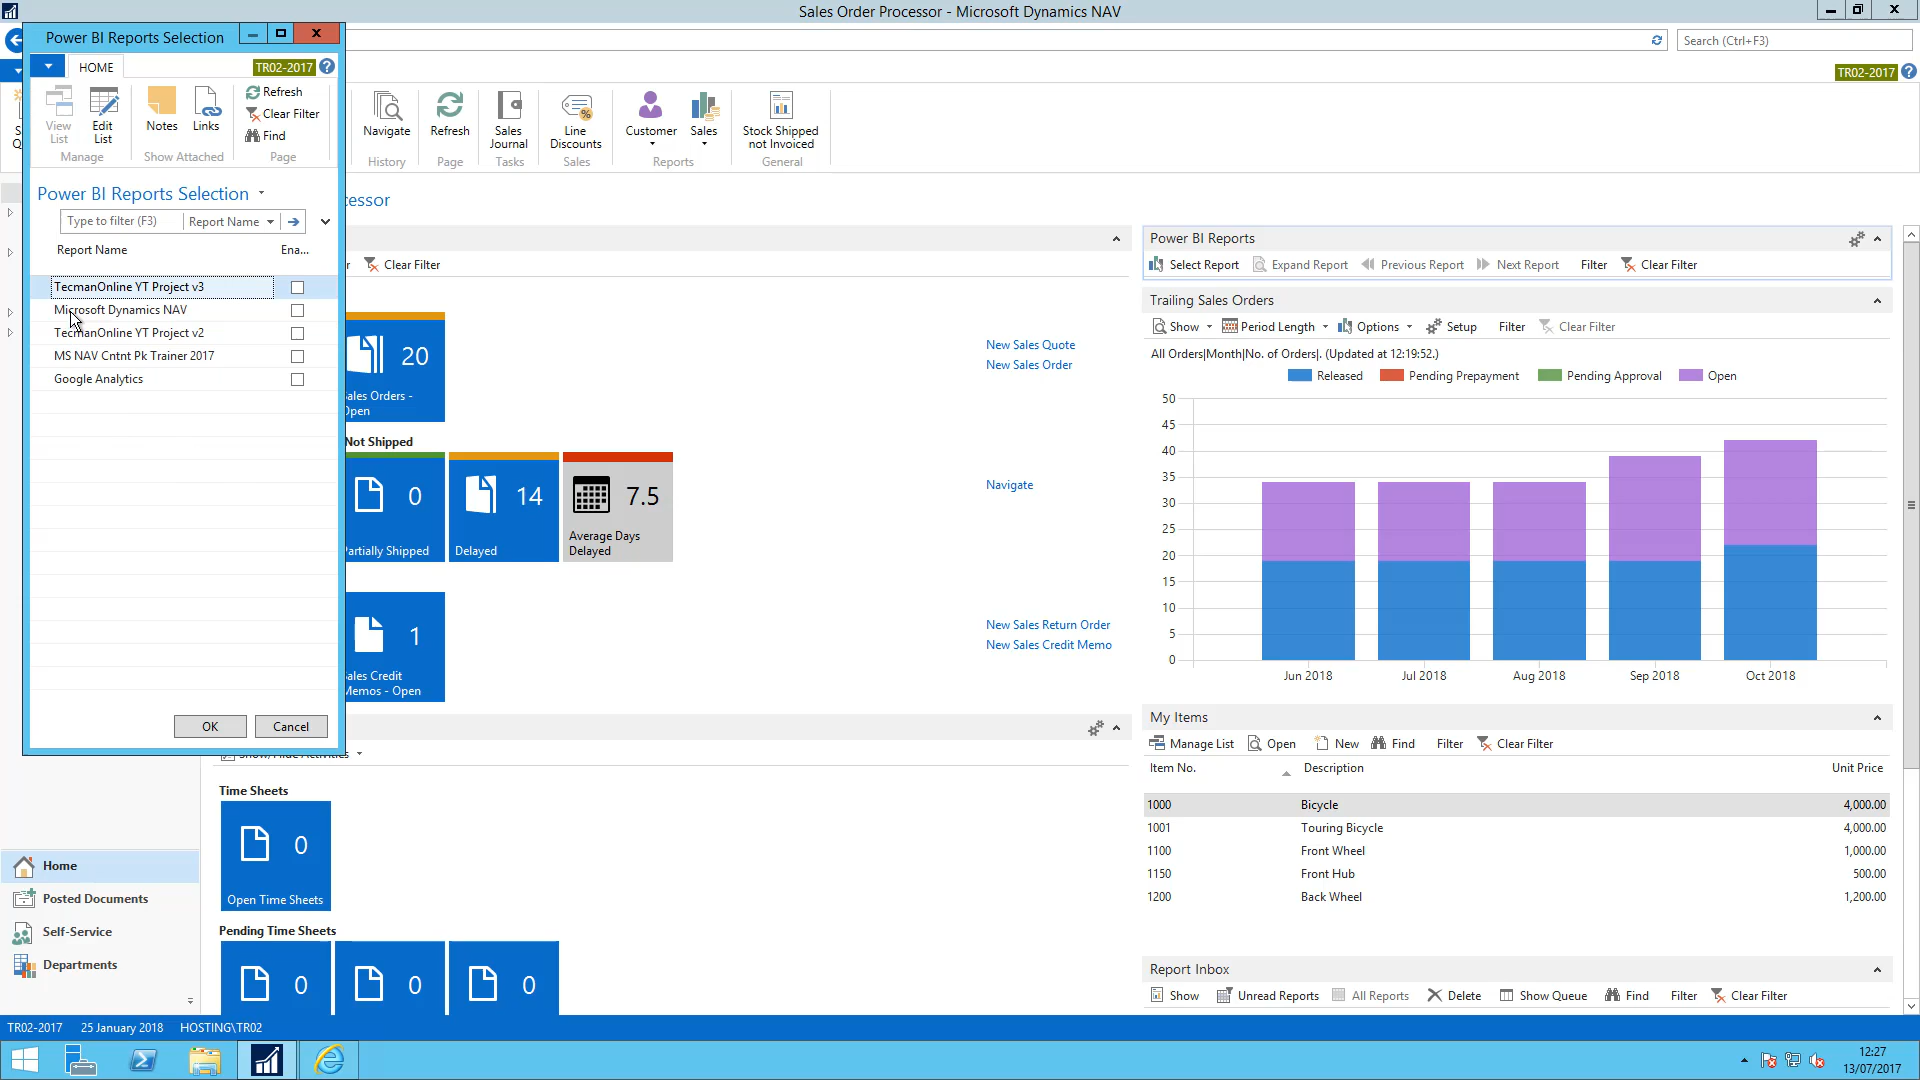 Sales Order Processor - Microsoft Dynamics NAV
Search (Ctrl+F3)
TR02-2017
Power BI Reports Selection
HOME
TR02-2017
View List
Edit List
Manage
Notes
Links
Show Attached
Refresh
Clear Filter
Find
Page
Navigate
History
Refresh
Page
Sales Journal
Tasks
Line Discounts
Sales
Customer
Sales
Reports
Stock Shipped not Invoiced
General
Power BI Reports Selection
Type to filter (F3)
Report Name
Report Name
Ena...
TecmanOnline YT Project v3
Microsoft Dynamics NAV
TecmanOnline YT Project v2
MS NAV Cntnt Pk Trainer 2017
Google Analytics
OK
Cancel
essor
Clear Filter
20
Sales Orders - Open
New Sales Quote
New Sales Order
Not Shipped
0
Partially Shipped
14
Delayed
7.5
Average Days Delayed
Navigate
1
Sales Credit Memos - Open
New Sales Return Order
New Sales Credit Memo
Show/Hide Activities
Time Sheets
0
Open Time Sheets
Pending Time Sheets
0
0
0
Power BI Reports
Select Report
Expand Report
Previous Report
Next Report
Filter
Clear Filter
Trailing Sales Orders
Show
Period Length
Options
Setup
Filter
Clear Filter
All Orders|Month|No. of Orders|. (Updated at 12:19:52.)
Released
Pending Prepayment
Pending Approval
Open
50
45
40
35
30
25
20
15
10
5
0
Jun 2018
Jul 2018
Aug 2018
Sep 2018
Oct 2018
My Items
Manage List
Open
New
Find
Filter
Clear Filter
Item No.
Description
Unit Price
1000 Bicycle 4,000.00
1001 Touring Bicycle 4,000.00
1100 Front Wheel 1,000.00
1150 Front Hub 500.00
1200 Back Wheel 1,200.00
Report Inbox
Show
Unread Reports
All Reports
Delete
Show Queue
Find
Filter
Clear Filter
Home
Posted Documents
Self-Service
Departments
TR02-2017
25 January 2018
HOSTING\TR02
12:27
13/07/2017